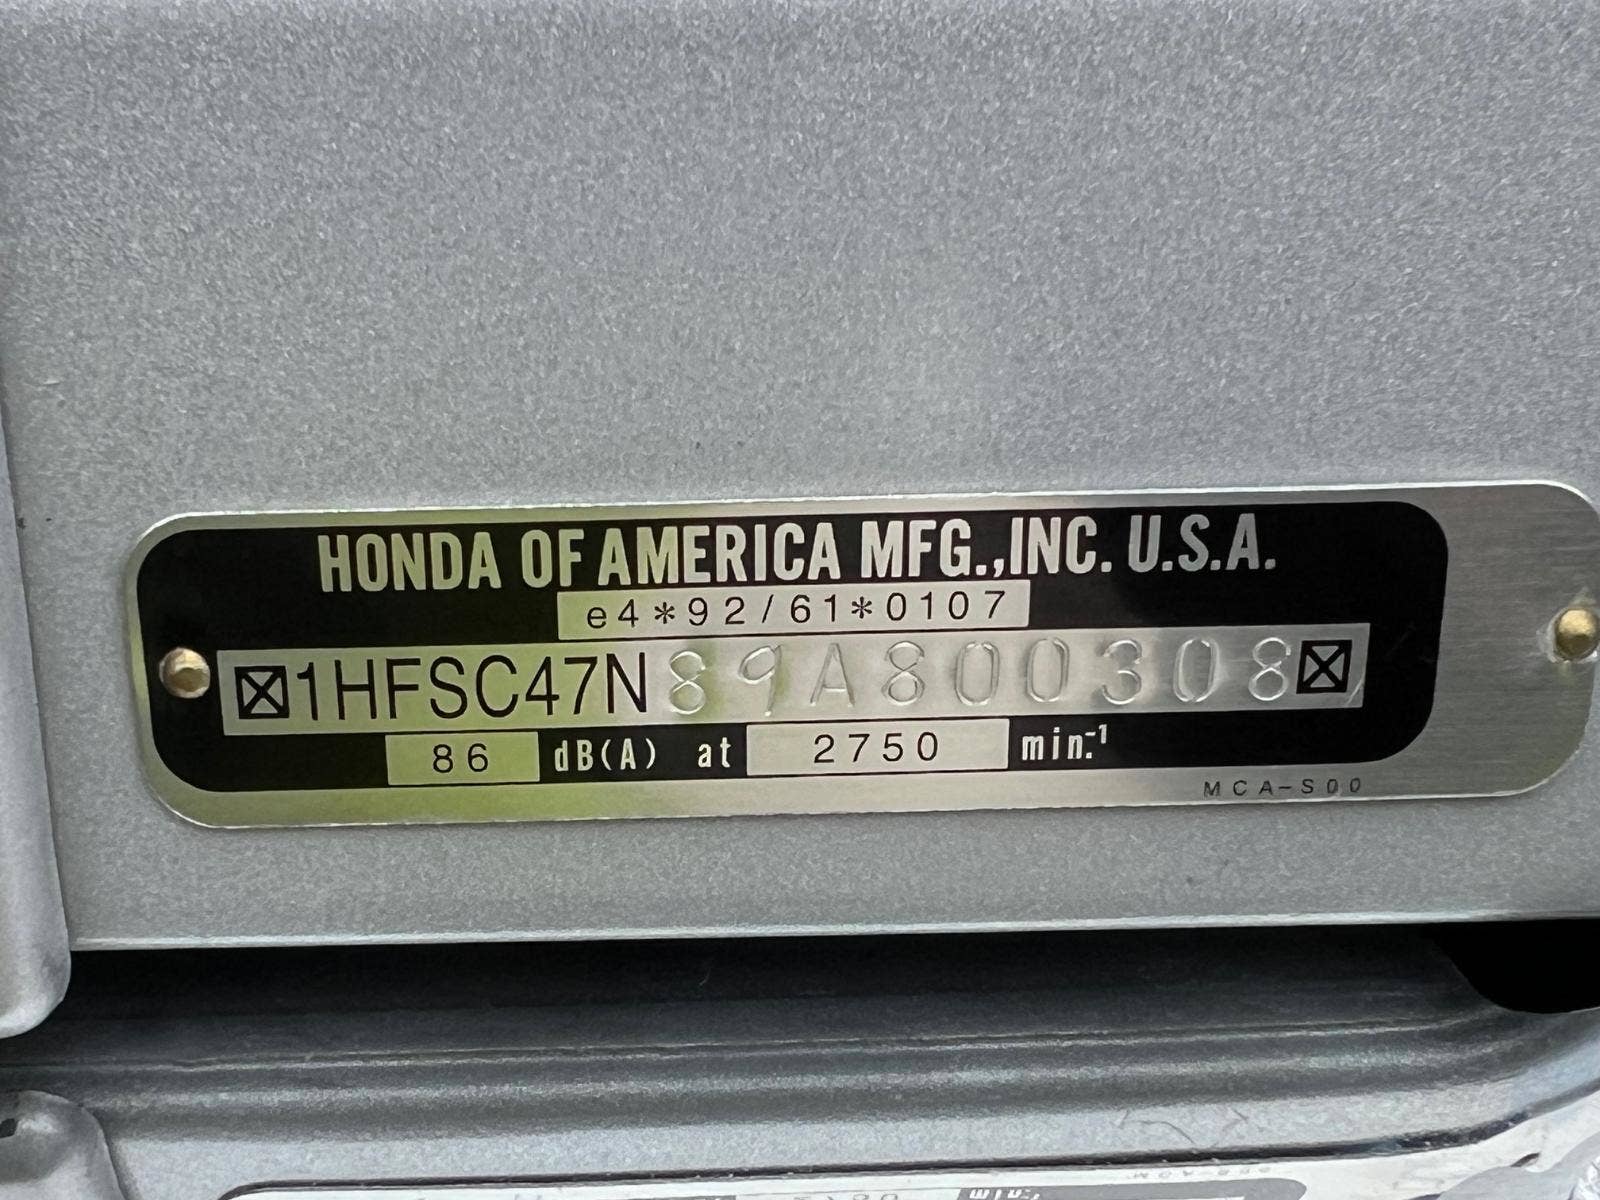 HONDA OF AMERICA MFG.,INC. U.S.A.
e4*92/61*0107
☒1HFSC47N89A800308☒
86 dB(A) at 2750 min.⁻¹
MCA-S00